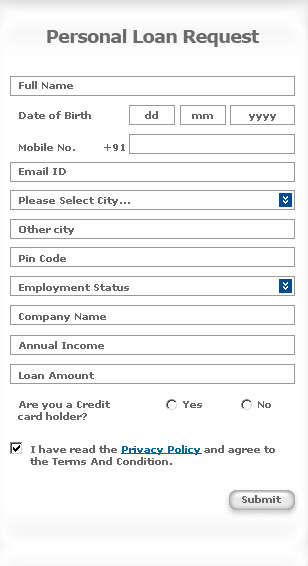 Personal Loan Request
Full Name
Date of Birth dd mm yyyy
Mobile No. +91
Email ID
Please Select City...
Other city
Pin Code
Employment Status
Company Name
Annual Income
Loan Amount
Are you a Credit Yes No
card holder?
I have read the Privacy Policy and agree to
the Terms And Condition.
Submit